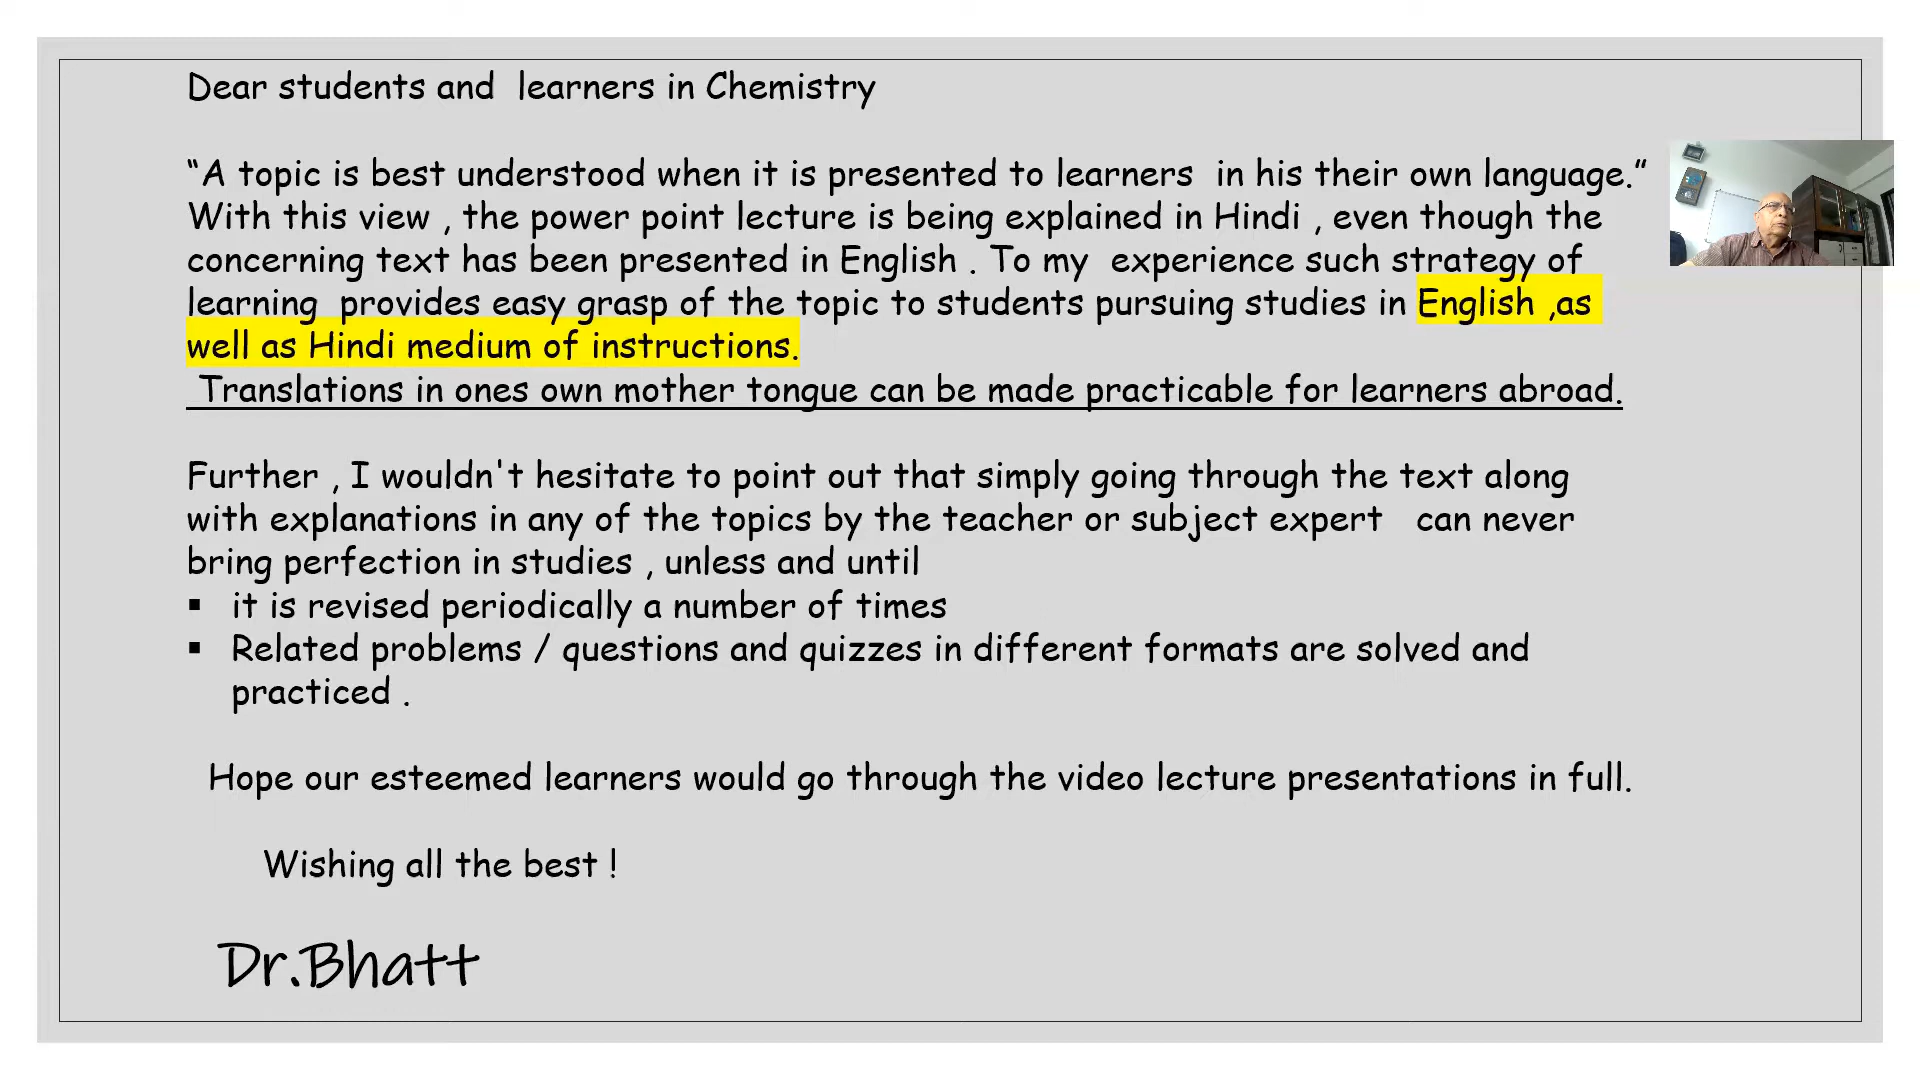 Dear students and learners in Chemistry
“A topic is best understood when it is presented to learners in his their own language.”
With this view , the power point lecture is being explained in Hindi , even though the
concerning text has been presented in English . To my experience such strategy of
learning provides easy grasp of the topic to students pursuing studies in English ,as
well as Hindi medium of instructions.
Translations in ones own mother tongue can be made practicable for learners abroad.
Further , I wouldn't hesitate to point out that simply going through the text along
with explanations in any of the topics by the teacher or subject expert can never
bring perfection in studies , unless and until
▪ it is revised periodically a number of times
▪ Related problems / questions and quizzes in different formats are solved and
practiced .
Hope our esteemed learners would go through the video lecture presentations in full.
Wishing all the best !
Dr.Bhatt